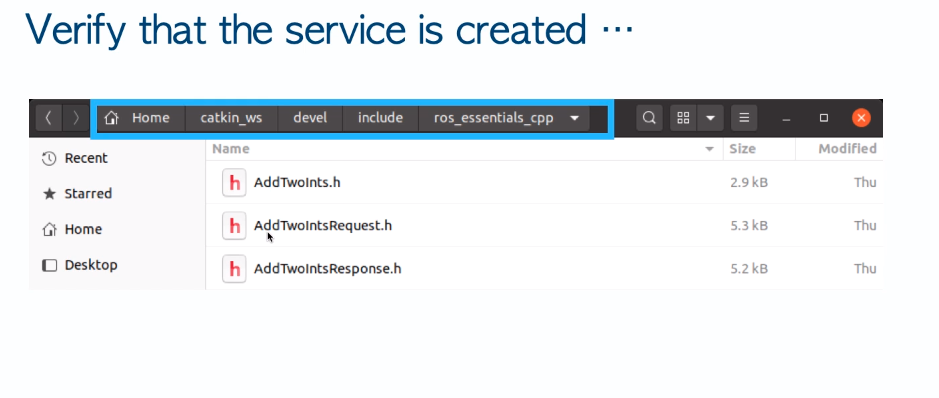 Verify that the service is created ...
Home catkin_ws devel include ros_essentials_cpp
Name Size Modified
Recent
Starred
Home
Desktop
h AddTwoInts.h 2.9 kB Thu
h AddTwoIntsRequest.h 5.3 kB Thu
h AddTwoIntsResponse.h 5.2 kB Thu